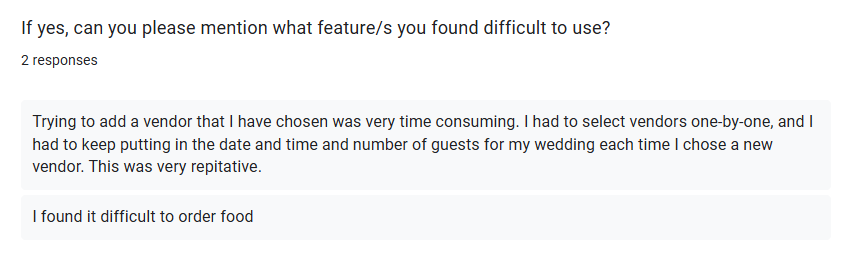 If yes, can you please mention what feature/s you found difficult to use?
2 responses
Trying to add a vendor that I have chosen was very time consuming. I had to select vendors one-by-one, and I
had to keep putting in the date and time and number of guests for my wedding each time I chose a new
vendor. This was very repitative.
I found it difficult to order food